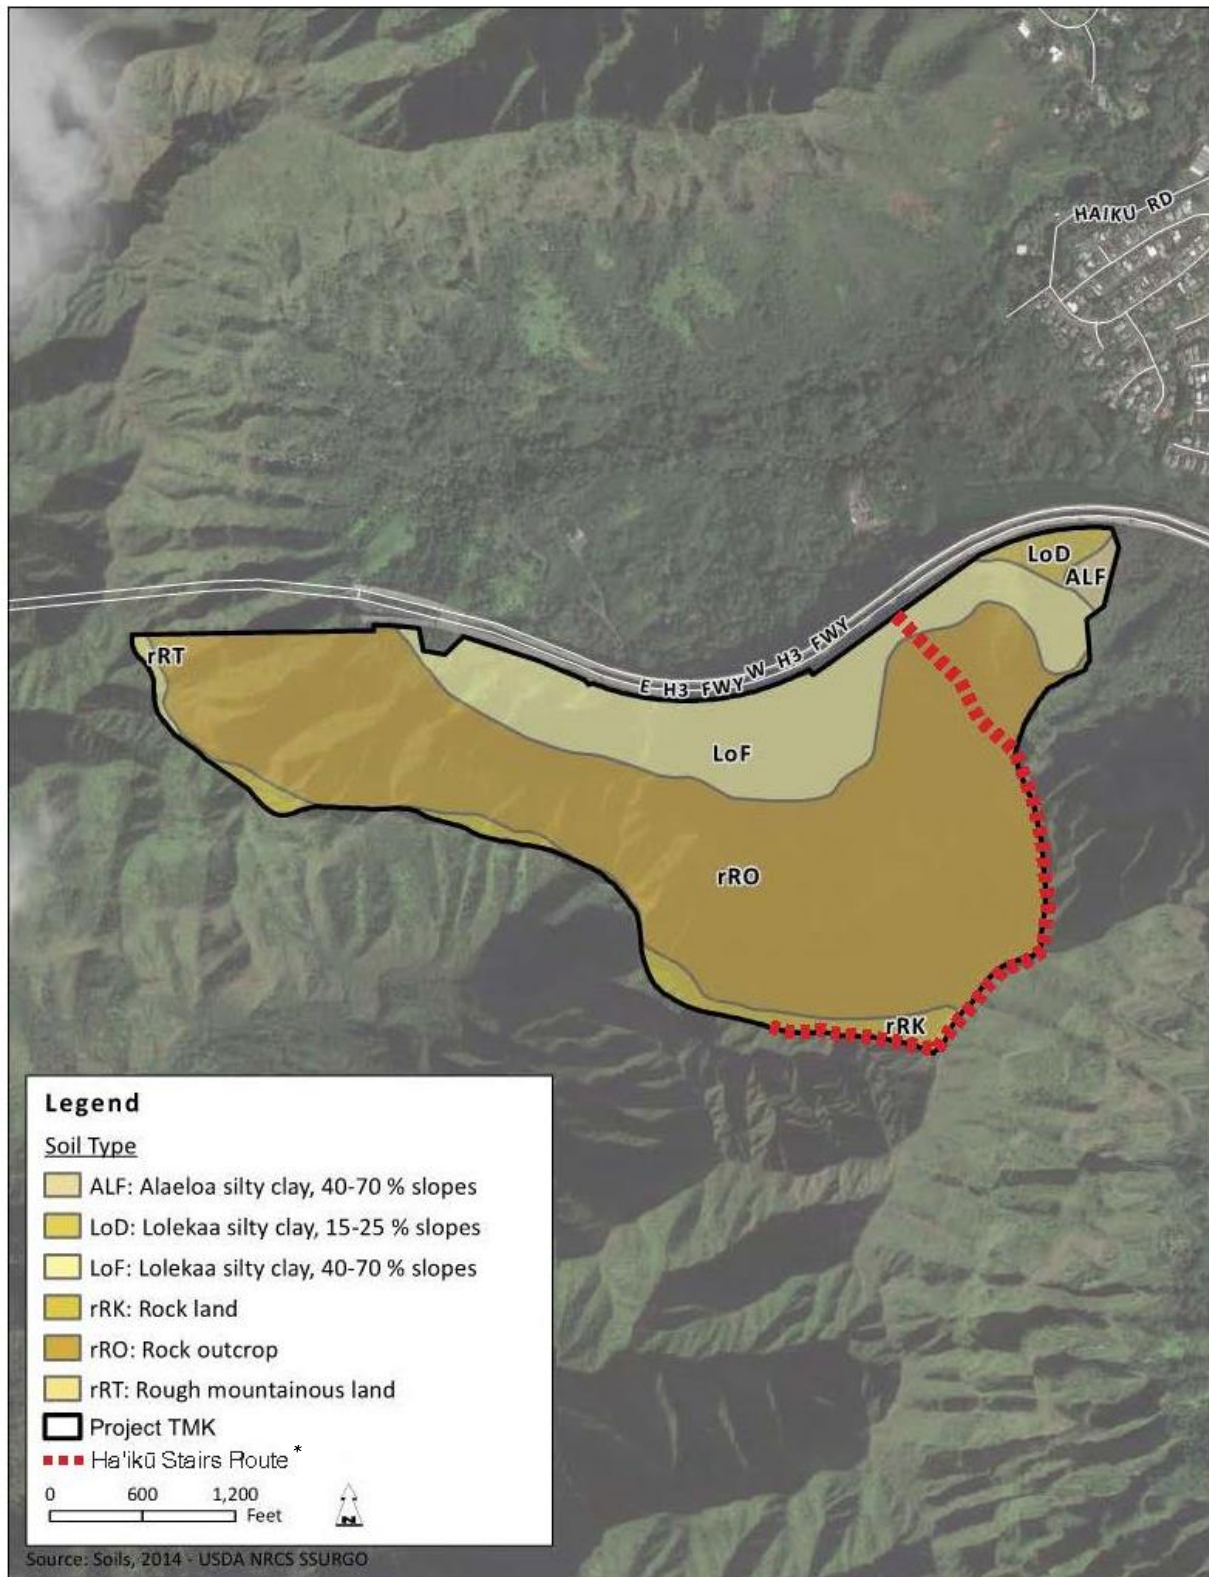 HAIKU RD
LoD
ALF
E H3 FWY
W H3 FWY
rRT
LoF
rRO
rRK
Legend
Soil Type
ALF: Alaeloa silty clay, 40-70 % slopes
LoD: Lolekaa silty clay, 15-25 % slopes
LoF: Lolekaa silty clay, 40-70 % slopes
rRK: Rock land
rRO: Rock outcrop
rRT: Rough mountainous land
Project TMK
Ha'ikū Stairs Route *
0 600 1,200
Feet
N
Source: Soils, 2014 - USDA NRCS SSURGO